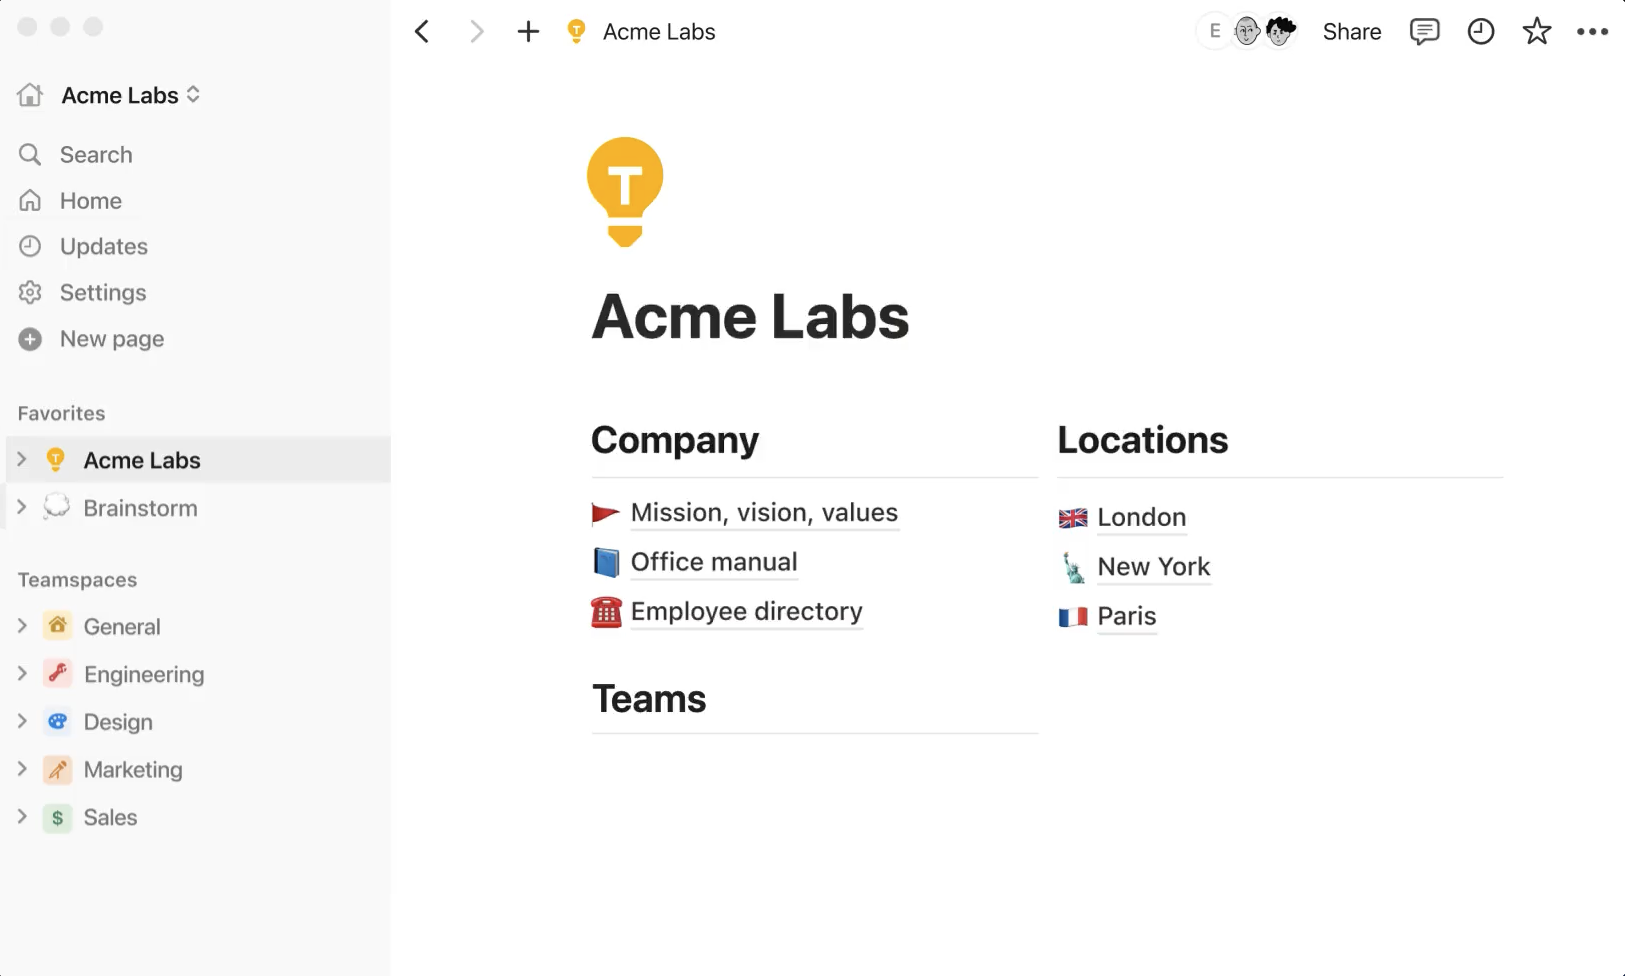 Acme Labs
E
Share
Acme Labs
Search
Home
Updates
Settings
New page
Favorites
T
Acme Labs
Brainstorm
Teamspaces
General
Engineering
Design
Marketing
$
Sales
T
Acme Labs
Company
Mission, vision, values
Office manual
Employee directory
Locations
London
New York
Paris
Teams